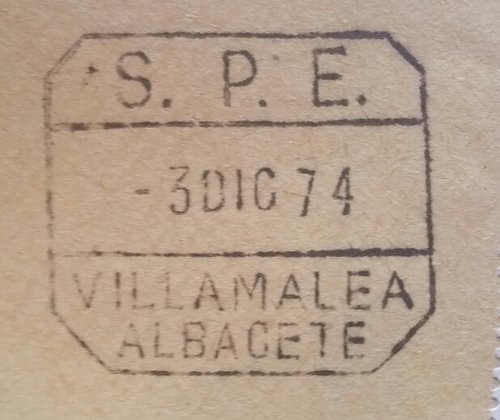 S. P. E.
-3 DIC 74
VILLAMALEA
ALBACETE